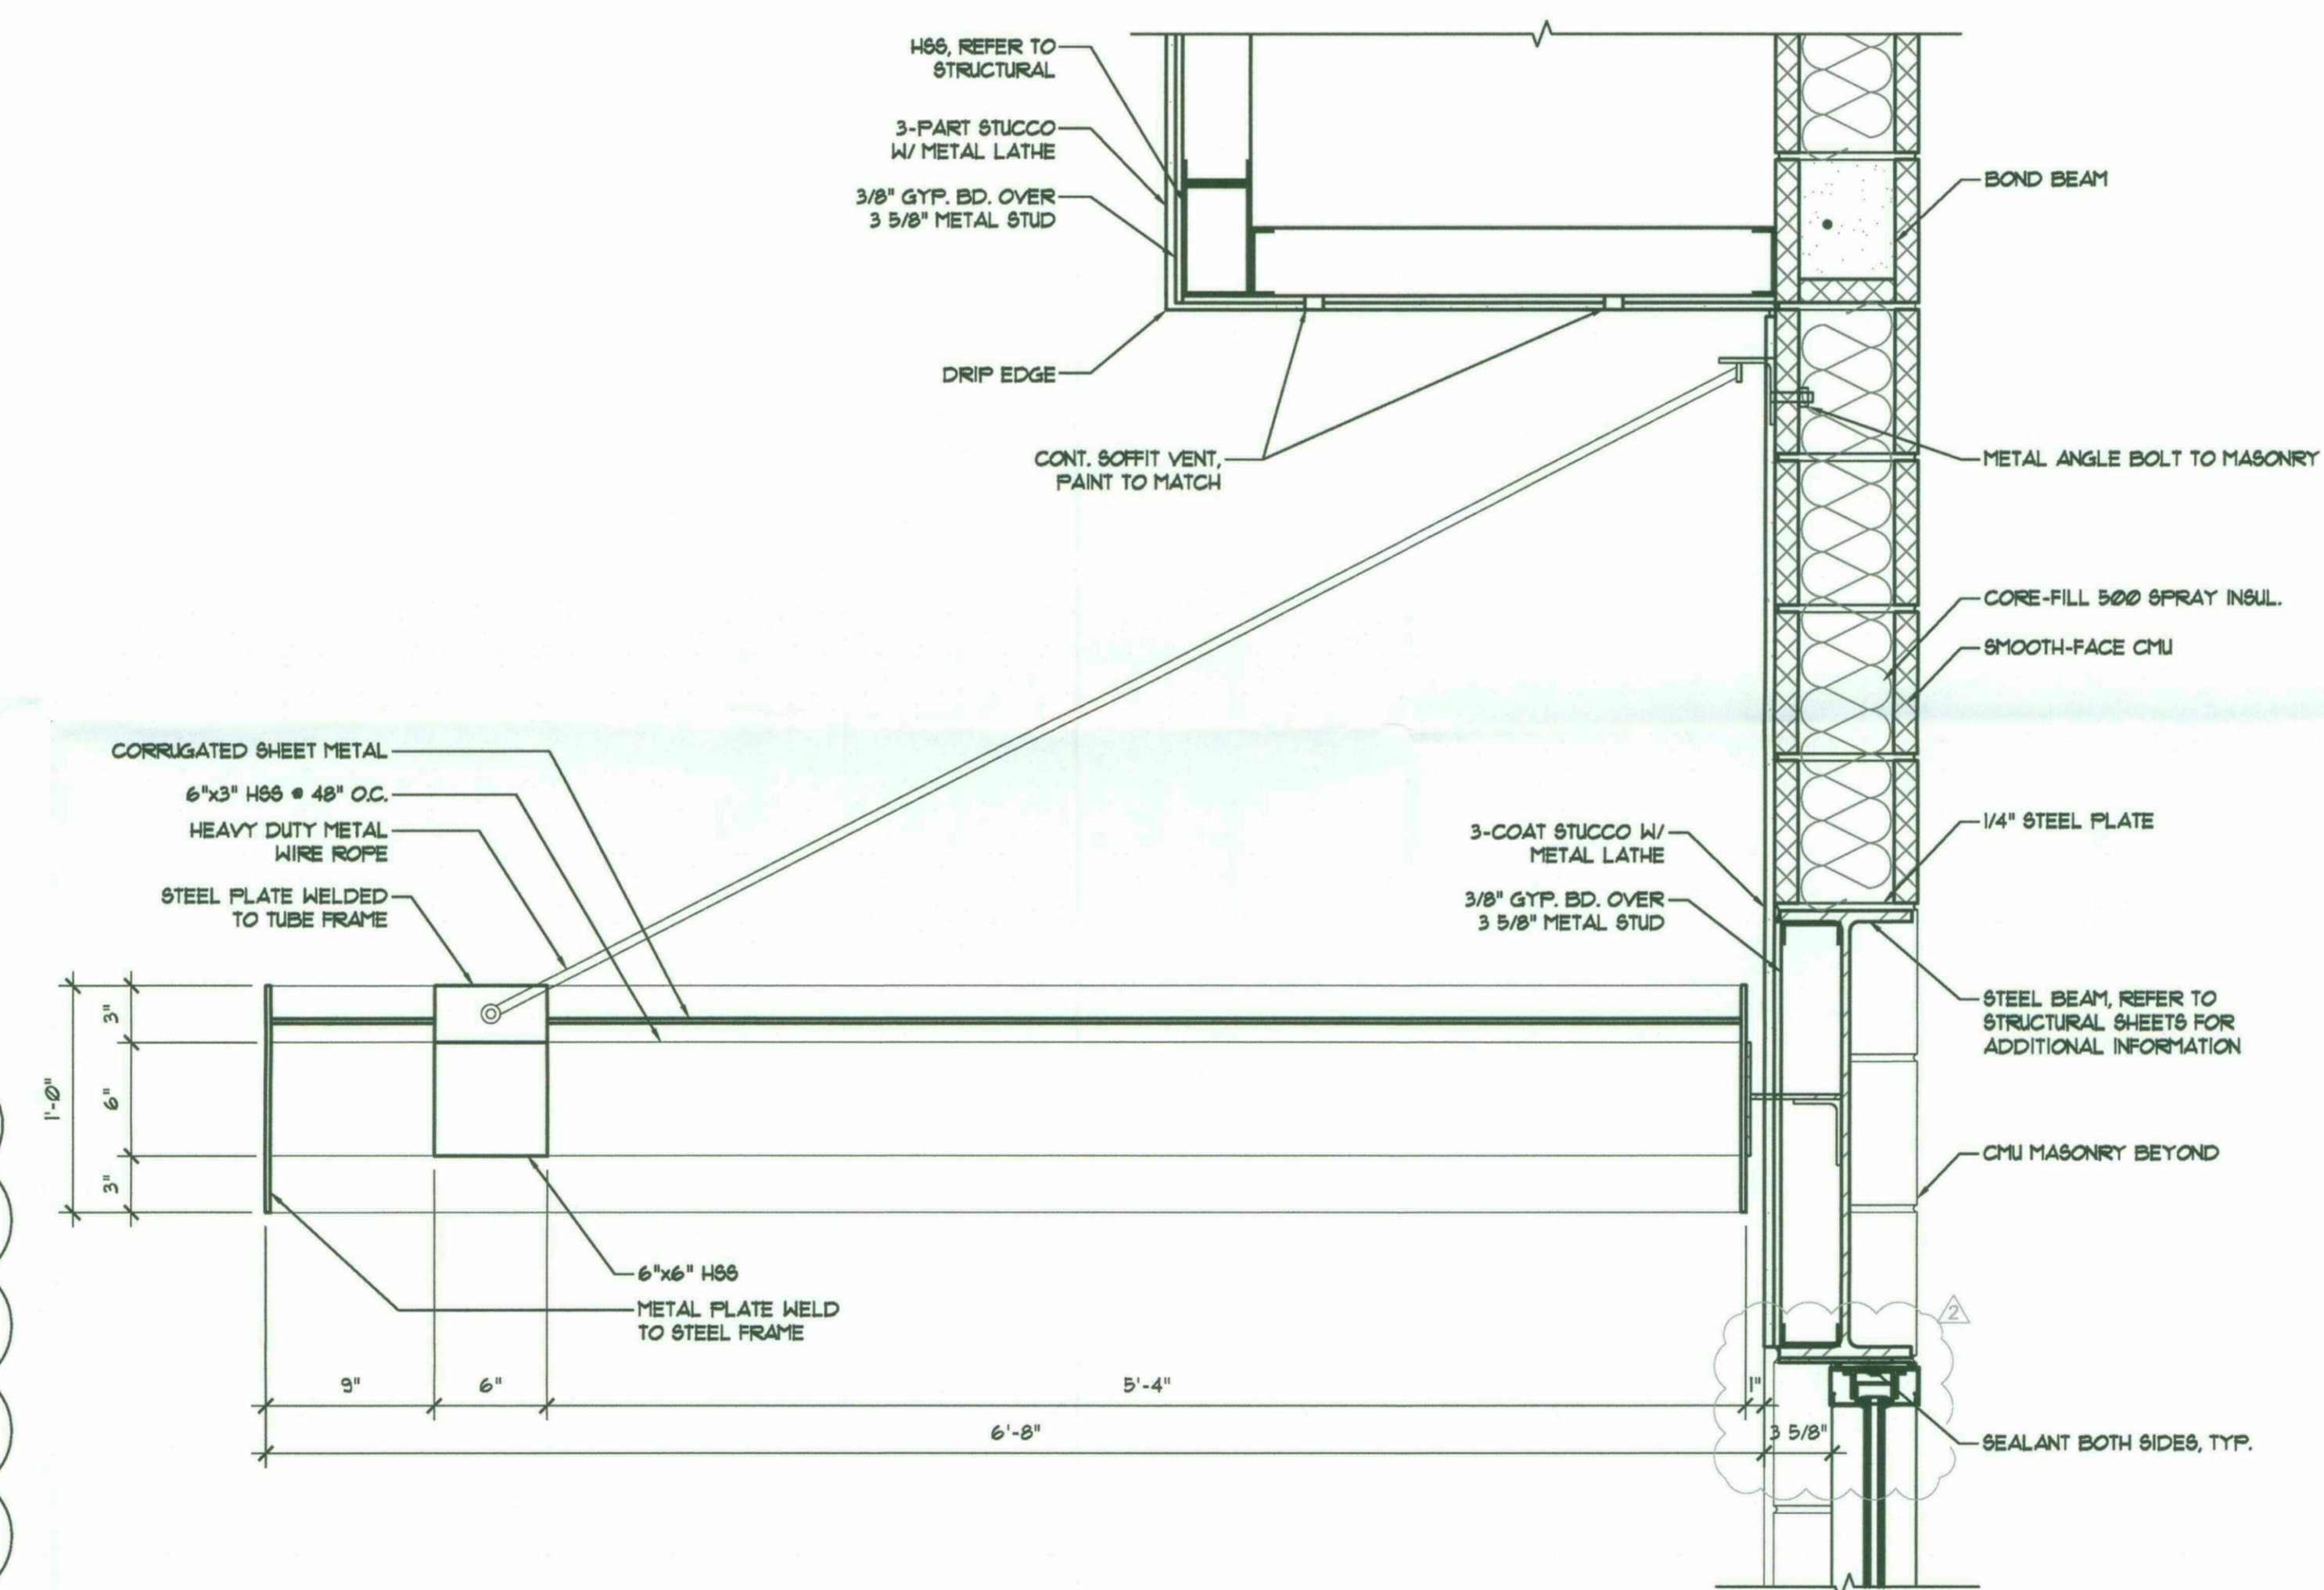 HSS, REFER TO
STRUCTURAL
3-PART STUCCO
W/ METAL LATHE
3/8" GYP. BD. OVER
3 5/8" METAL STUD
DRIP EDGE
CONT. SOFFIT VENT,
PAINT TO MATCH
BOND BEAM
METAL ANGLE BOLT TO MASONRY
CORE-FILL 500 SPRAY INSUL.
SMOOTH-FACE CMU
1/4" STEEL PLATE
CORRUGATED SHEET METAL
6"x3" HSS @ 48" O.C.
HEAVY DUTY METAL
WIRE ROPE
STEEL PLATE WELDED
TO TUBE FRAME
3-COAT STUCCO W/
METAL LATHE
3/8" GYP. BD. OVER
3 5/8" METAL STUD
STEEL BEAM, REFER TO
STRUCTURAL SHEETS FOR
ADDITIONAL INFORMATION
CMU MASONRY BEYOND
3"
6"
3"
1'-0"
6"x6" HSS
METAL PLATE WELD
TO STEEL FRAME
2
9"
6"
5'-4"
1"
6'-8"
3 5/8"
SEALANT BOTH SIDES, TYP.